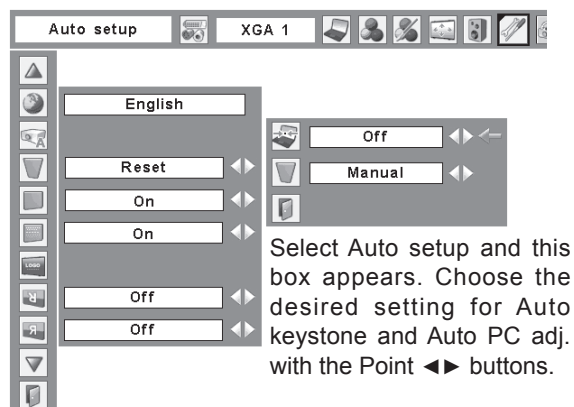 Auto setup
XGA 1
English
Reset
On
On
LOGO
Off
Off
Off
Manual
Select Auto setup and this
box appears. Choose the
desired setting for Auto
keystone and Auto PC adj.
with the Point ◄► buttons.